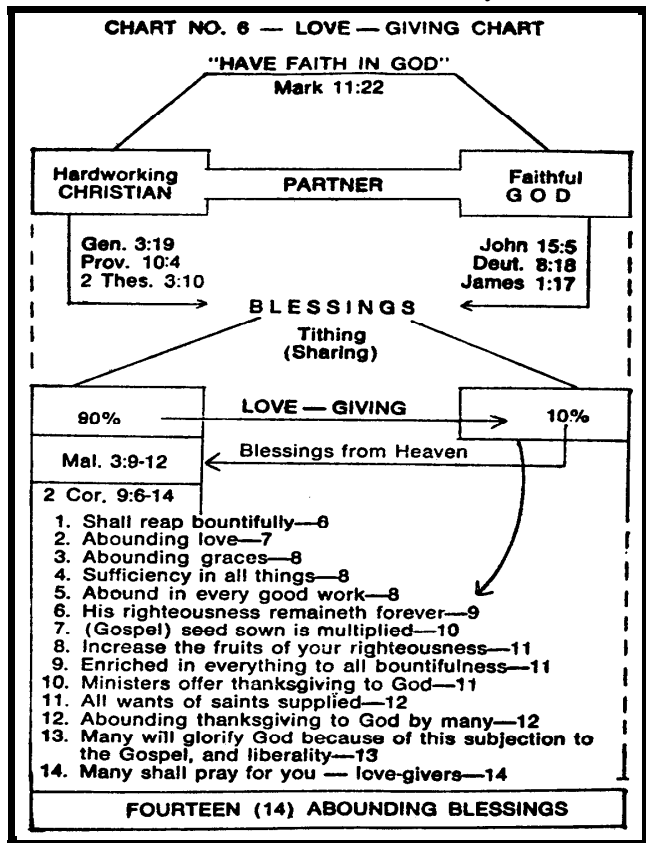 CHART NO. 6 — LOVE — GIVING CHART
"HAVE FAITH IN GOD"
Mark 11:22
Hardworking
CHRISTIAN
PARTNER
Faithful
G O D
Gen. 3:19
Prov. 10:4
2 Thes. 3:10
John 15:5
Deut. 8:18
James 1:17
B L E S S I N G S
Tithing
(Sharing)
90%
LOVE — GIVING
10%
Mal. 3:9-12
Blessings from Heaven
2 Cor. 9:6-14
1. Shall reap bountifully—6
2. Abounding love—7
3. Abounding graces—8
4. Sufficiency in all things—8
5. Abound in every good work—8
6. His righteousness remaineth forever—9
7. (Gospel) seed sown is multiplied—10
8. Increase the fruits of your righteousness—11
9. Enriched in everything to all bountifulness—11
10. Ministers offer thanksgiving to God—11
11. All wants of saints supplied—12
12. Abounding thanksgiving to God by many—12
13. Many will glorify God because of this subjection to
the Gospel, and liberality—13
14. Many shall pray for you — love-givers—14
FOURTEEN (14) ABOUNDING BLESSINGS